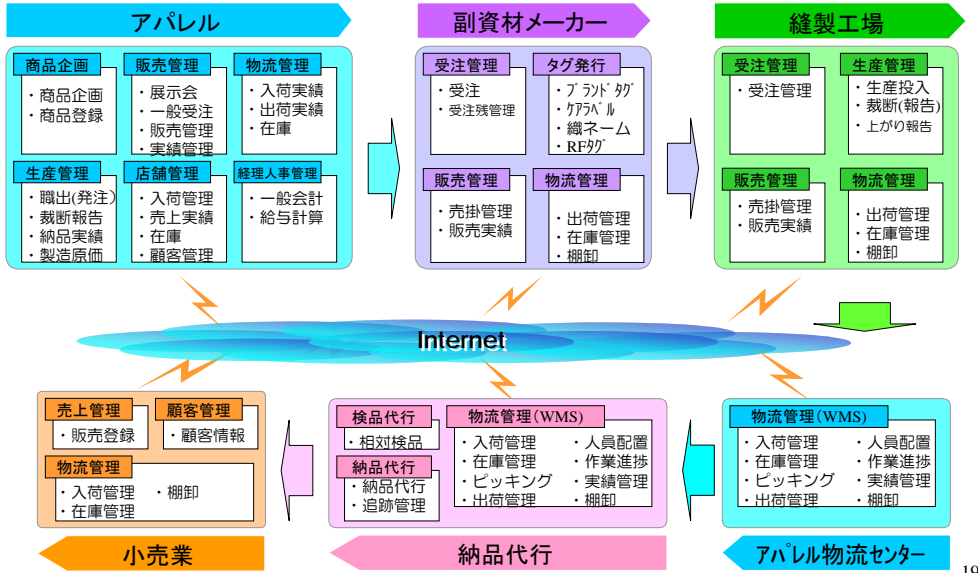 アパレル
副資材メーカー
縫製工場
商品企画
・商品企画
・商品登録
販売管理
・展示会
・一般受注
・販売管理
・実績管理
物流管理
・入荷実績
・出荷実績
・在庫
生産管理
・職出(発注)
・裁断報告
・納品実績
・製造原価
店舗管理
・入荷管理
・売上実績
・在庫
・顧客管理
経理人事管理
・一般会計
・給与計算
受注管理
・受注
・受注残管理
タグ発行
・ブランドタグ
・ケアラベル
・織ネーム
・RFタグ
販売管理
・売掛管理
・販売実績
物流管理
・出荷管理
・在庫管理
・棚卸
受注管理
・受注管理
生産管理
・生産投入
・裁断(報告)
・上がり報告
販売管理
・売掛管理
・販売実績
物流管理
・出荷管理
・在庫管理
・棚卸
Internet
売上管理
・販売登録
顧客管理
・顧客情報
物流管理
・入荷管理 ・棚卸
・在庫管理
検品代行
・相対検品
納品代行
・納品代行
・追跡管理
物流管理(WMS)
・入荷管理 ・人員配置
・在庫管理 ・作業進捗
・ピッキング ・実績管理
・出荷管理 ・棚卸
物流管理(WMS)
・入荷管理 ・人員配置
・在庫管理 ・作業進捗
・ピッキング ・実績管理
・出荷管理 ・棚卸
小売業
納品代行
アパレル物流センター
19